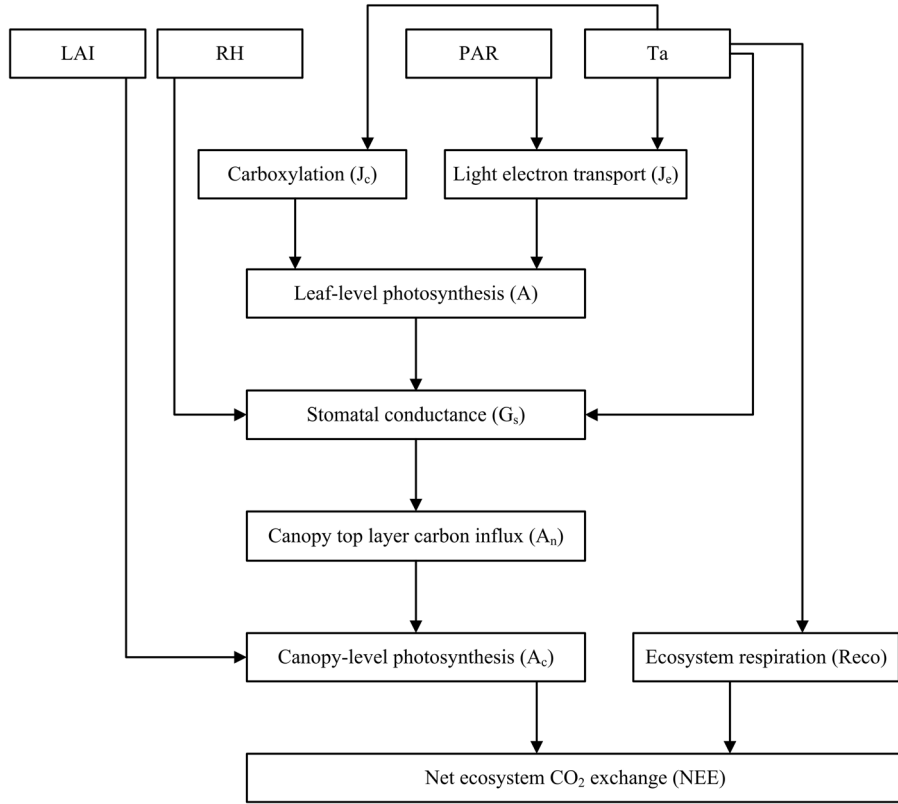 LAI
RH
PAR
Ta
Carboxylation (Jc)
Light electron transport (Je)
Leaf-level photosynthesis (A)
Stomatal conductance (Gs)
Canopy top layer carbon influx (An)
Canopy-level photosynthesis (Ac)
Ecosystem respiration (Reco)
Net ecosystem CO2 exchange (NEE)